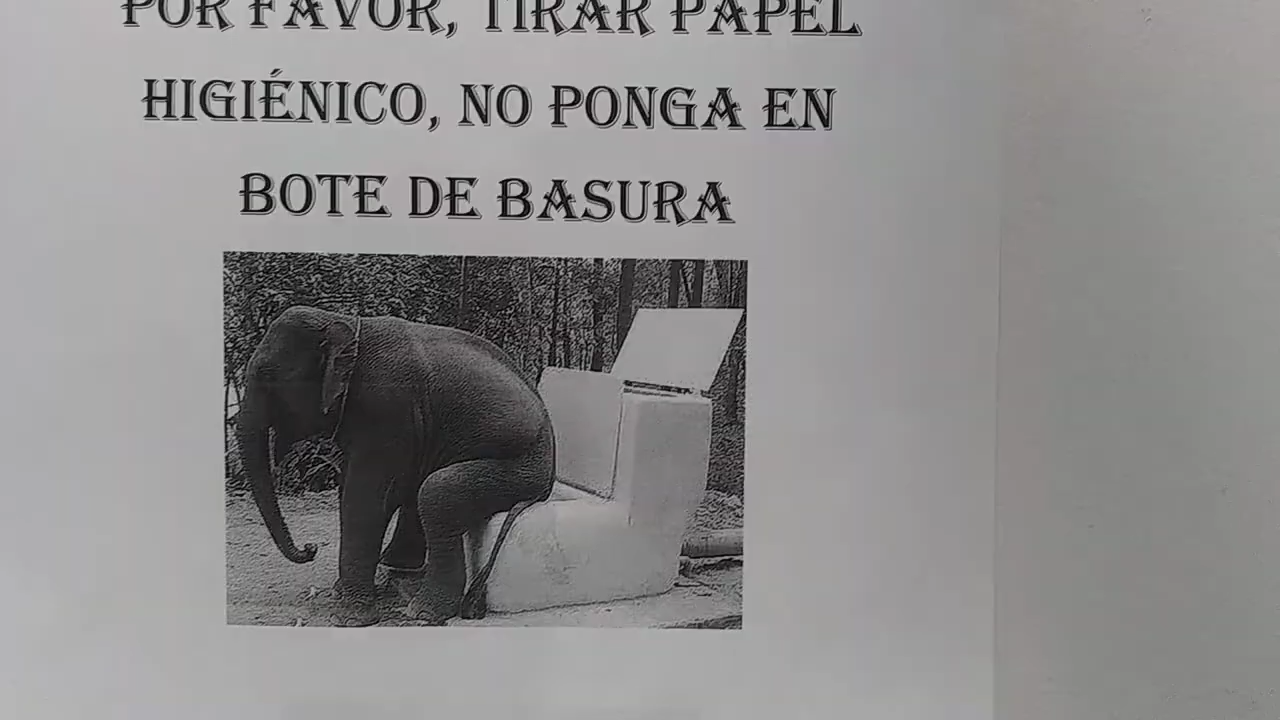 POR FAVOR, TIRAR PAPEL
HIGIÉNICO, NO PONGA EN
BOTE DE BASURA